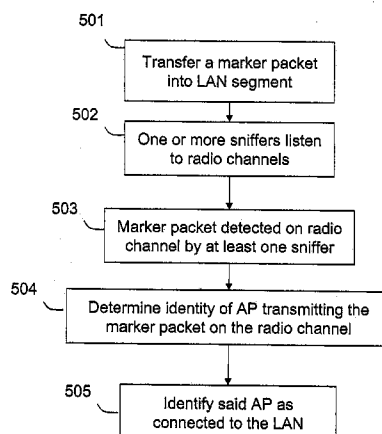 501
Transfer a marker packet
into LAN segment
502
One or more sniffers listen
to radio channels
503
Marker packet detected on radio
channel by at least one sniffer
504
Determine identity of AP transmitting the
marker packet on the radio channel
505
Identify said AP as
connected to the LAN